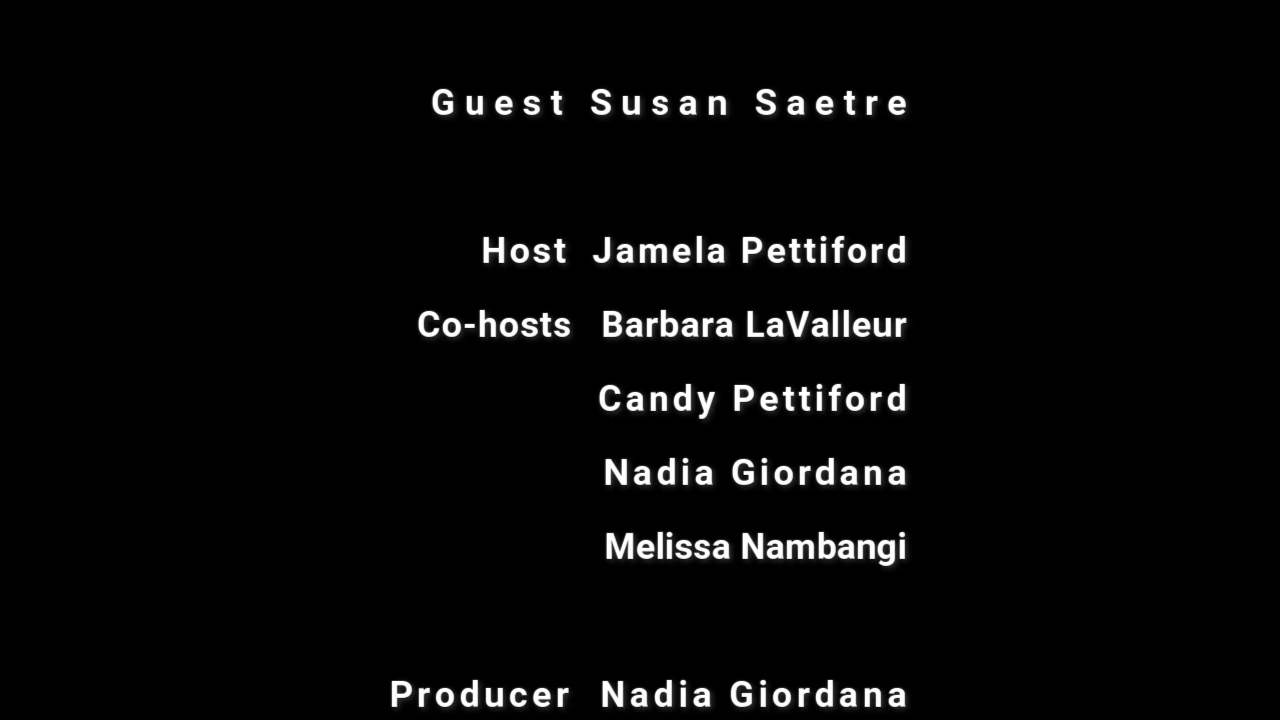 Guest Susan Saetre
Host Jamela Pettiford
Co-hosts Barbara LaValleur
Candy Pettiford
Nadia Giordana
Melissa Nambangi
Producer Nadia Giordana